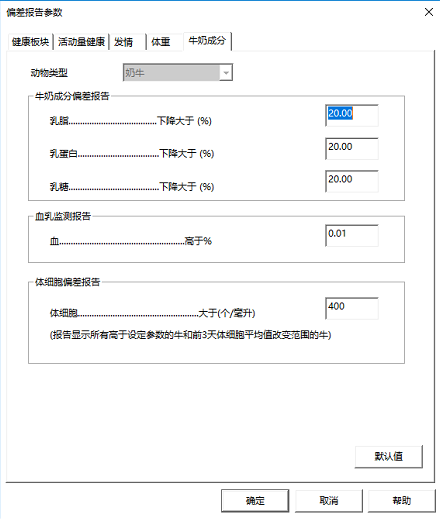 偏差报告参数
健康板块 活动量健康 发情 体重 牛奶成分
动物类型 奶牛
牛奶成分偏差报告
乳脂.....................................下降大于 (%) 20.00
乳蛋白..................................下降大于 (%) 20.00
乳糖.....................................下降大于 (%) 20.00
血乳监测报告
血.....................................................高于% 0.01
体细胞偏差报告
体细胞...................................................大于(个/毫升) 400
(报告显示所有高于设定参数的牛和前3天体细胞平均值改变范围的牛)
默认值
确定 取消 帮助